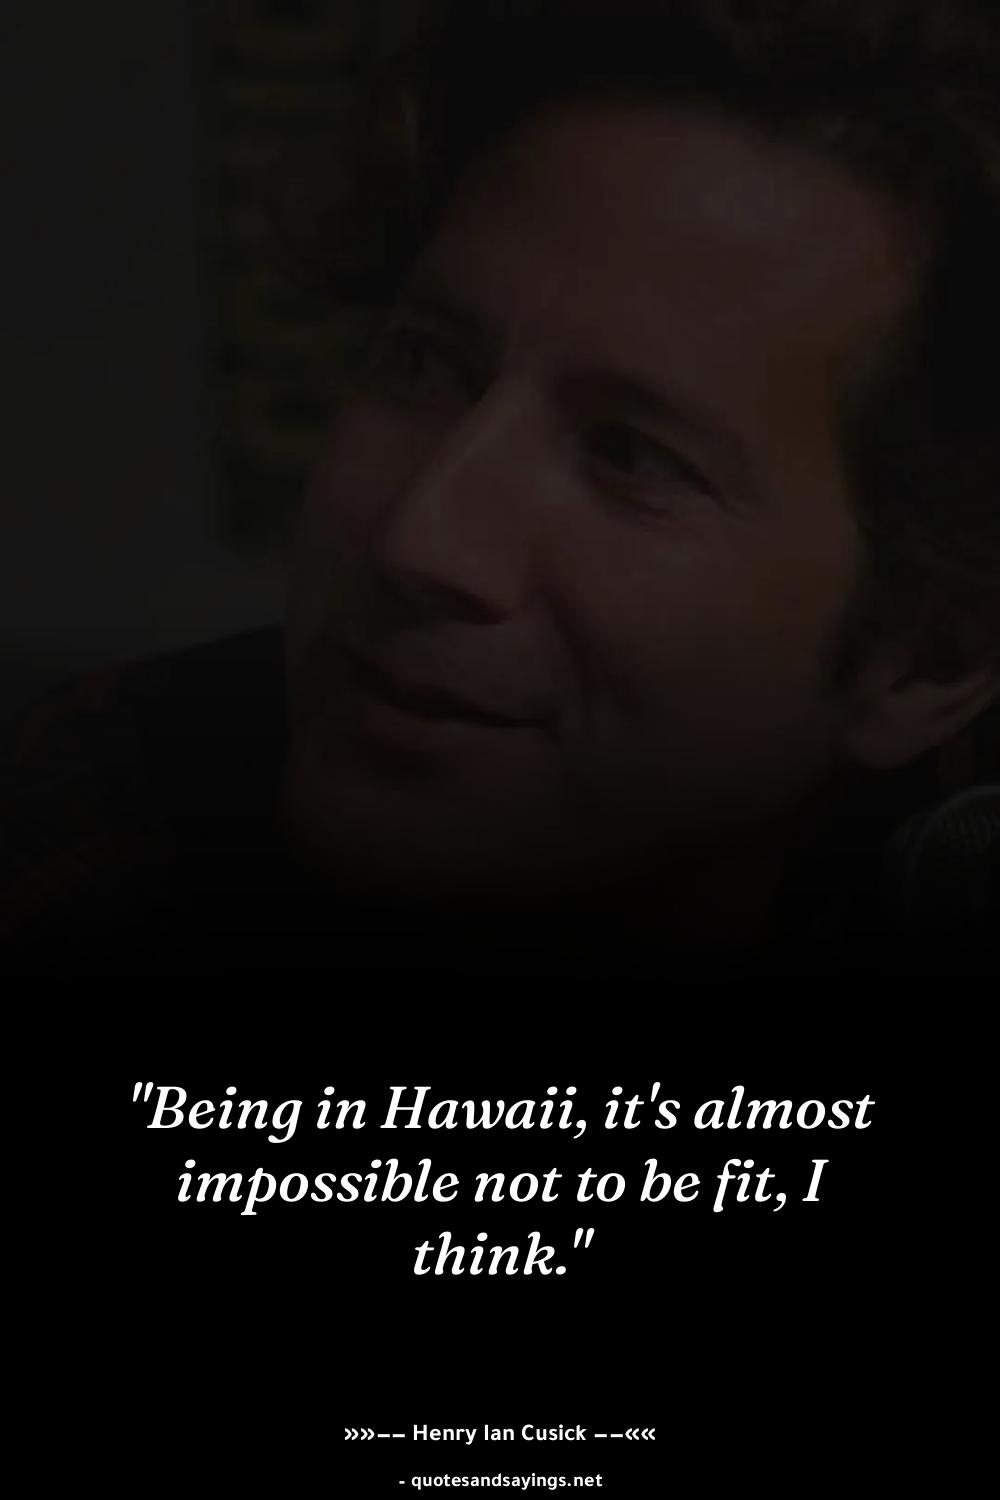 "Being in Hawaii, it's almost
impossible not to be fit, I
think."
»»−− Henry Ian Cusick −−««
- quotesandsayings.net